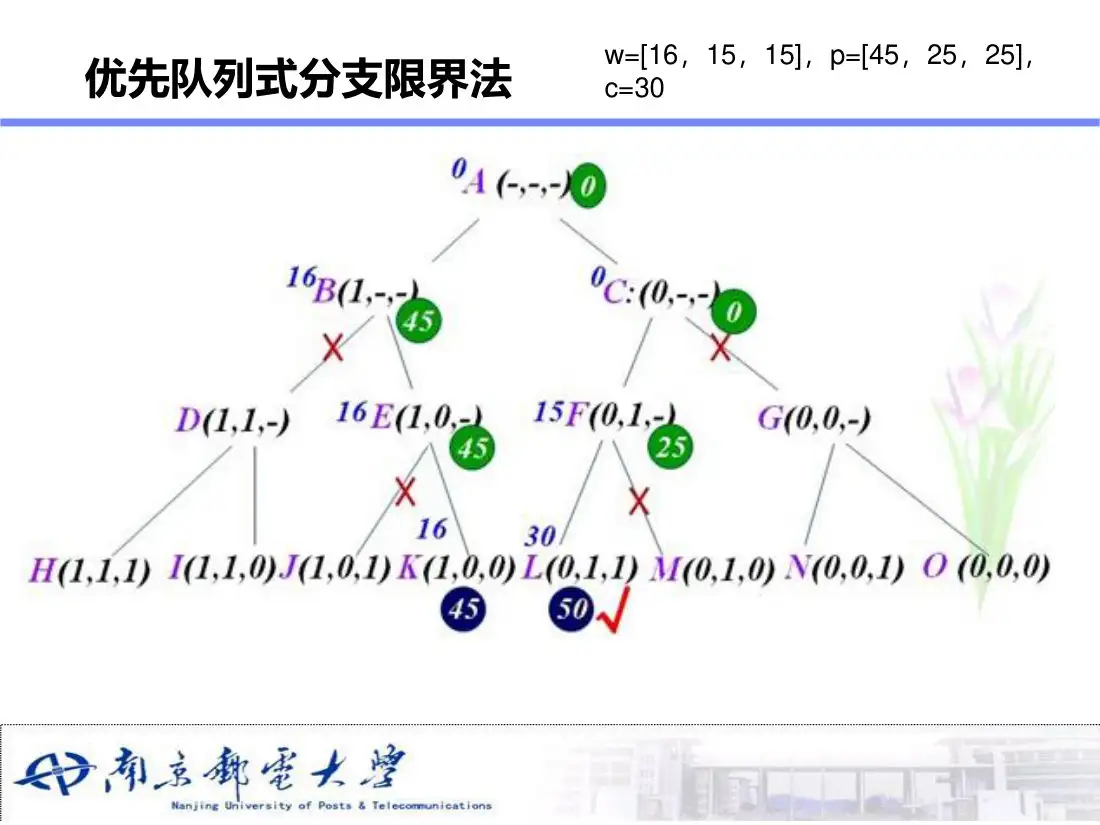 优先队列式分支限界法
w=[16，15，15]，p=[45，25，25]，
c=30
0A (-,-,-) 0
16B(1,-,-) 45 0C:(0,-,-) 0
X X
D(1,1,-) 16E(1,0,-) 45 15F(0,1,-) 25 G(0,0,-)
X X
16 30
H(1,1,1) I(1,1,0) J(1,0,1) K(1,0,0) L(0,1,1) M(0,1,0) N(0,0,1) O (0,0,0)
45 50 √
南京郵電大學
Nanjing University of Posts & Telecommunications